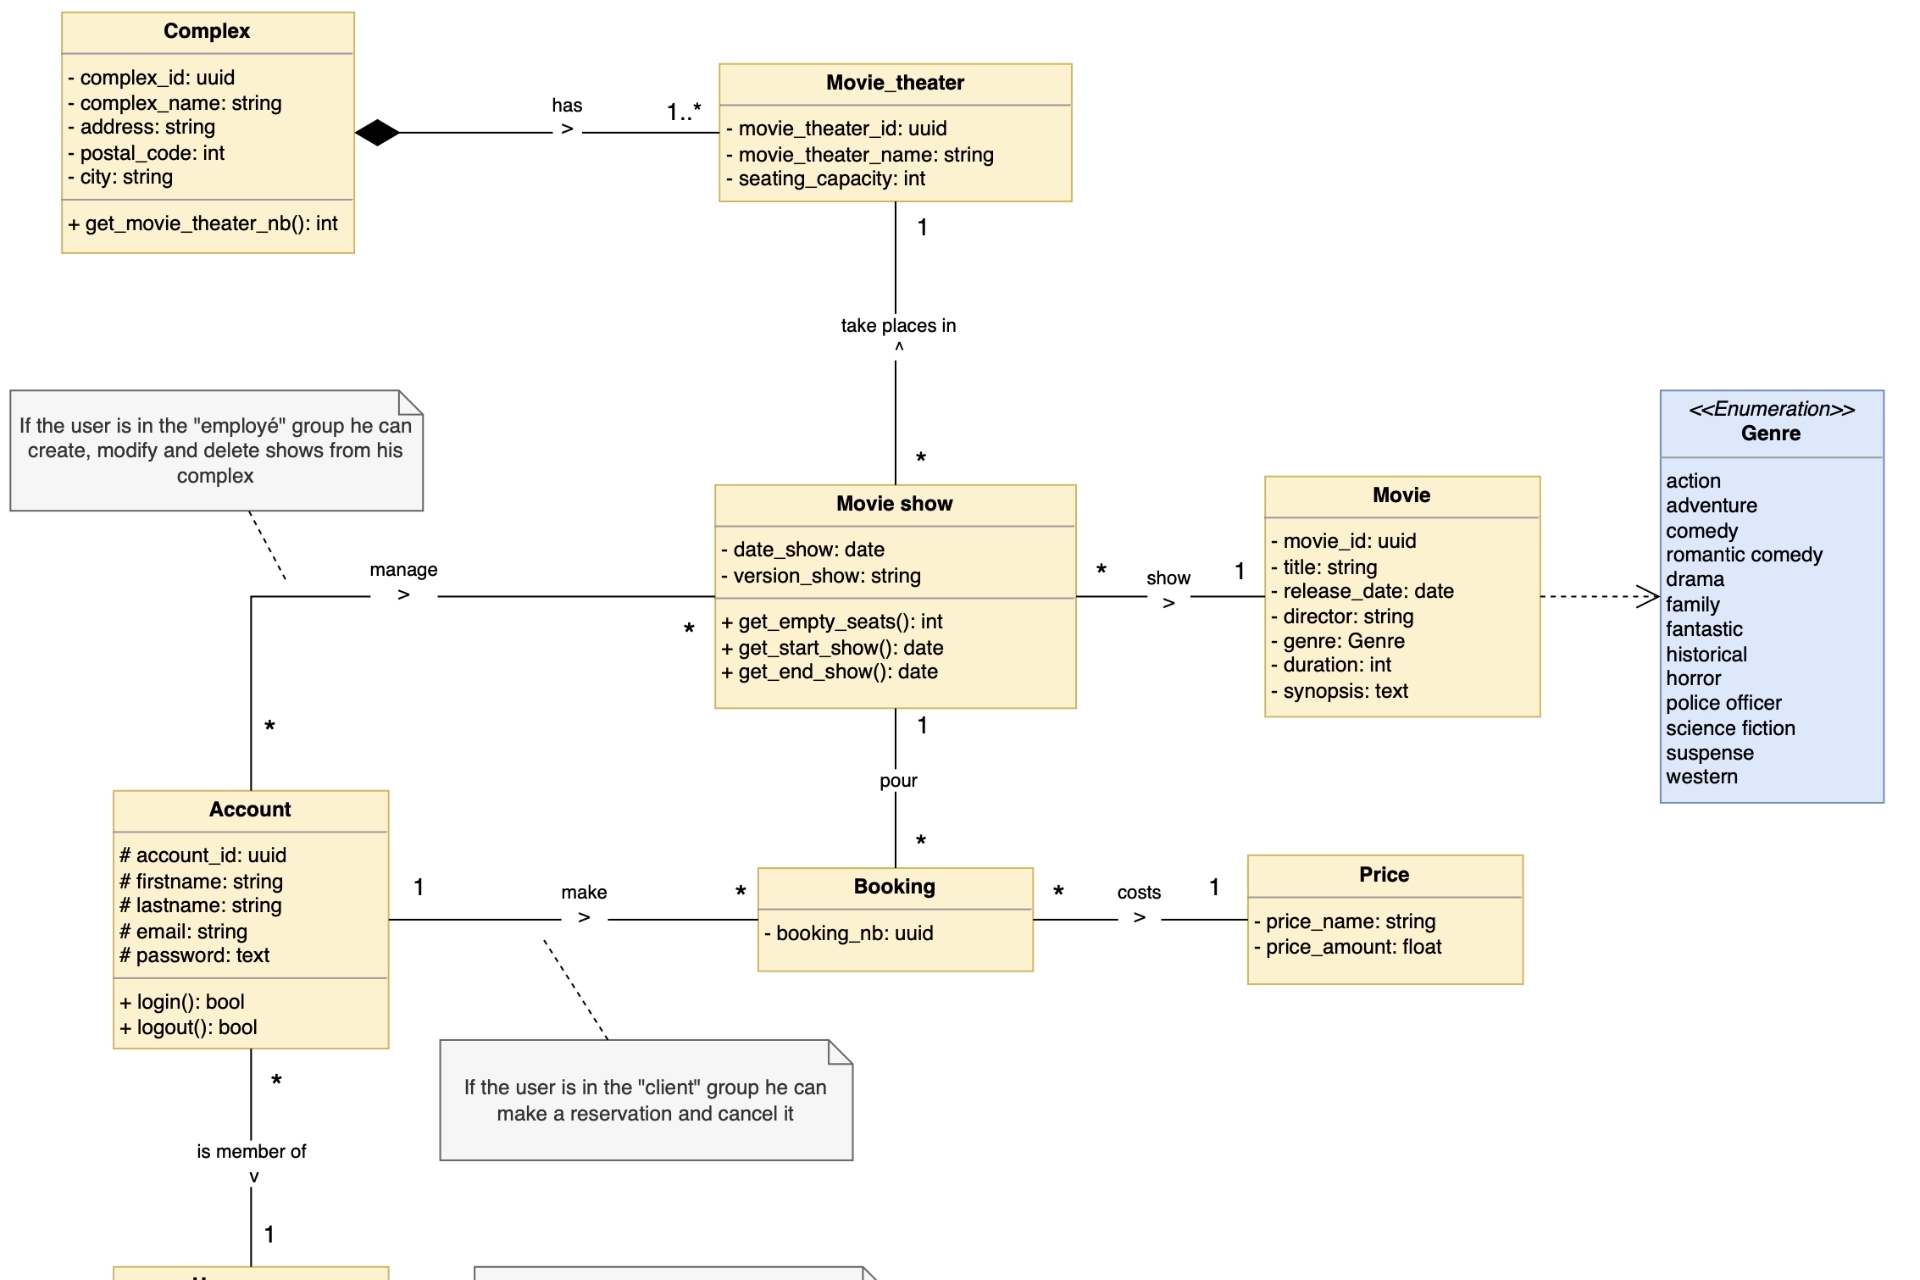 Complex
- complex_id: uuid
- complex_name: string
- address: string
- postal_code: int
- city: string
+ get_movie_theater_nb(): int
has
>
1..*
Movie_theater
- movie_theater_id: uuid
- movie_theater_name: string
- seating_capacity: int
1
take places in
^
*
If the user is in the "employé" group he can
create, modify and delete shows from his
complex
manage
>
*
*
Movie show
- date_show: date
- version_show: string
+ get_empty_seats(): int
+ get_start_show(): date
+ get_end_show(): date
*
show
>
1
Movie
- movie_id: uuid
- title: string
- release_date: date
- director: string
- genre: Genre
- duration: int
- synopsis: text
<<Enumeration>>
Genre
action
adventure
comedy
romantic comedy
drama
family
fantastic
historical
horror
police officer
science fiction
suspense
western
1
pour
*
Account
# account_id: uuid
# firstname: string
# lastname: string
# email: string
# password: text
+ login(): bool
+ logout(): bool
1
make
>
*
Booking
- booking_nb: uuid
*
costs
>
1
Price
- price_name: string
- price_amount: float
If the user is in the "client" group he can
make a reservation and cancel it
*
is member of
v
1